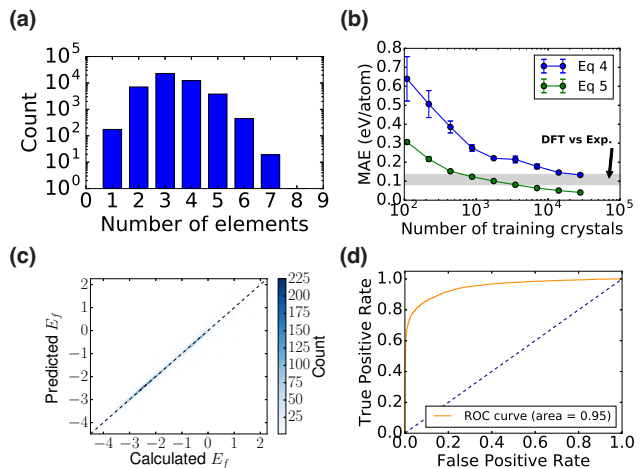 (a)
10^5
10^4
10^3
10^2
10^1
10^0
Count
0 1 2 3 4 5 6 7 8 9
Number of elements
(b)
0.8
0.7
0.6
0.5
0.4
0.3
0.2
0.1
0.0
MAE (eV/atom)
Eq 4
Eq 5
DFT vs Exp.
10^2 10^3 10^4 10^5
Number of training crystals
(c)
2
1
0
−1
−2
−3
−4
Predicted E_f
−4 −3 −2 −1 0 1 2
Calculated E_f
225
200
175
150
125
100
75
50
25
Count
(d)
1.0
0.8
0.6
0.4
0.2
0.0
True Positive Rate
ROC curve (area = 0.95)
0.0 0.2 0.4 0.6 0.8 1.0
False Positive Rate